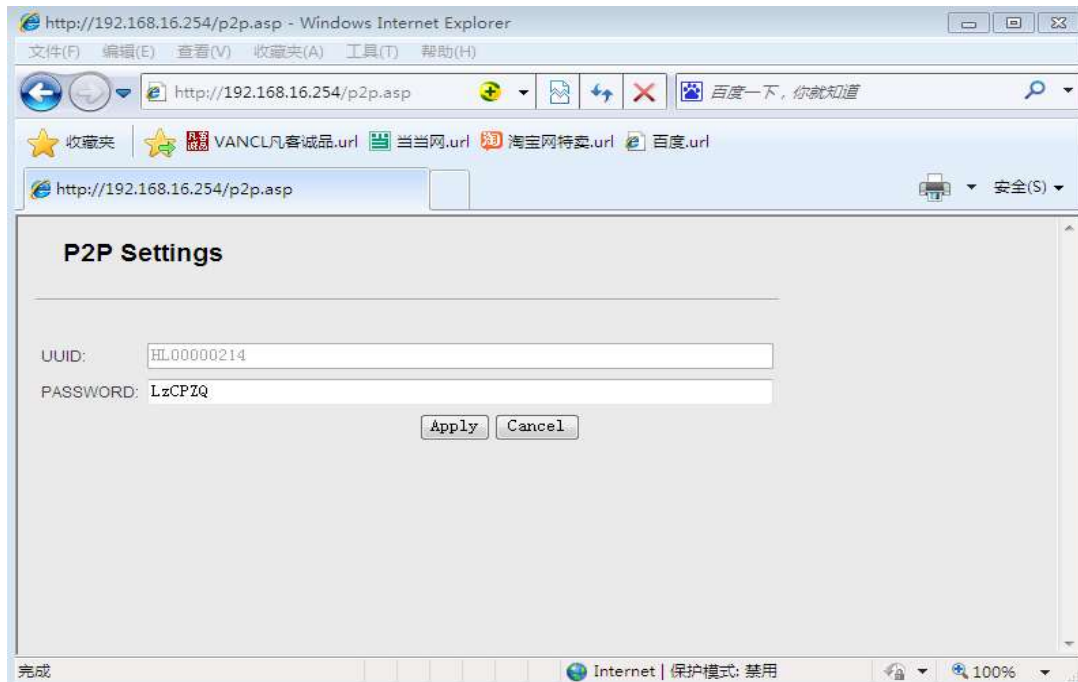 http://192.168.16.254/p2p.asp - Windows Internet Explorer
文件(F) 编辑(E) 查看(V) 收藏夹(A) 工具(T) 帮助(H)
http://192.168.16.254/p2p.asp 百度一下，你就知道
收藏夹 VANCL凡客诚品.url 当当网.url 淘宝网特卖.url 百度.url
http://192.168.16.254/p2p.asp 安全(S)
P2P Settings
UUID: HL00000214
PASSWORD: LzCPZQ
Apply Cancel
完成 Internet | 保护模式: 禁用 100%